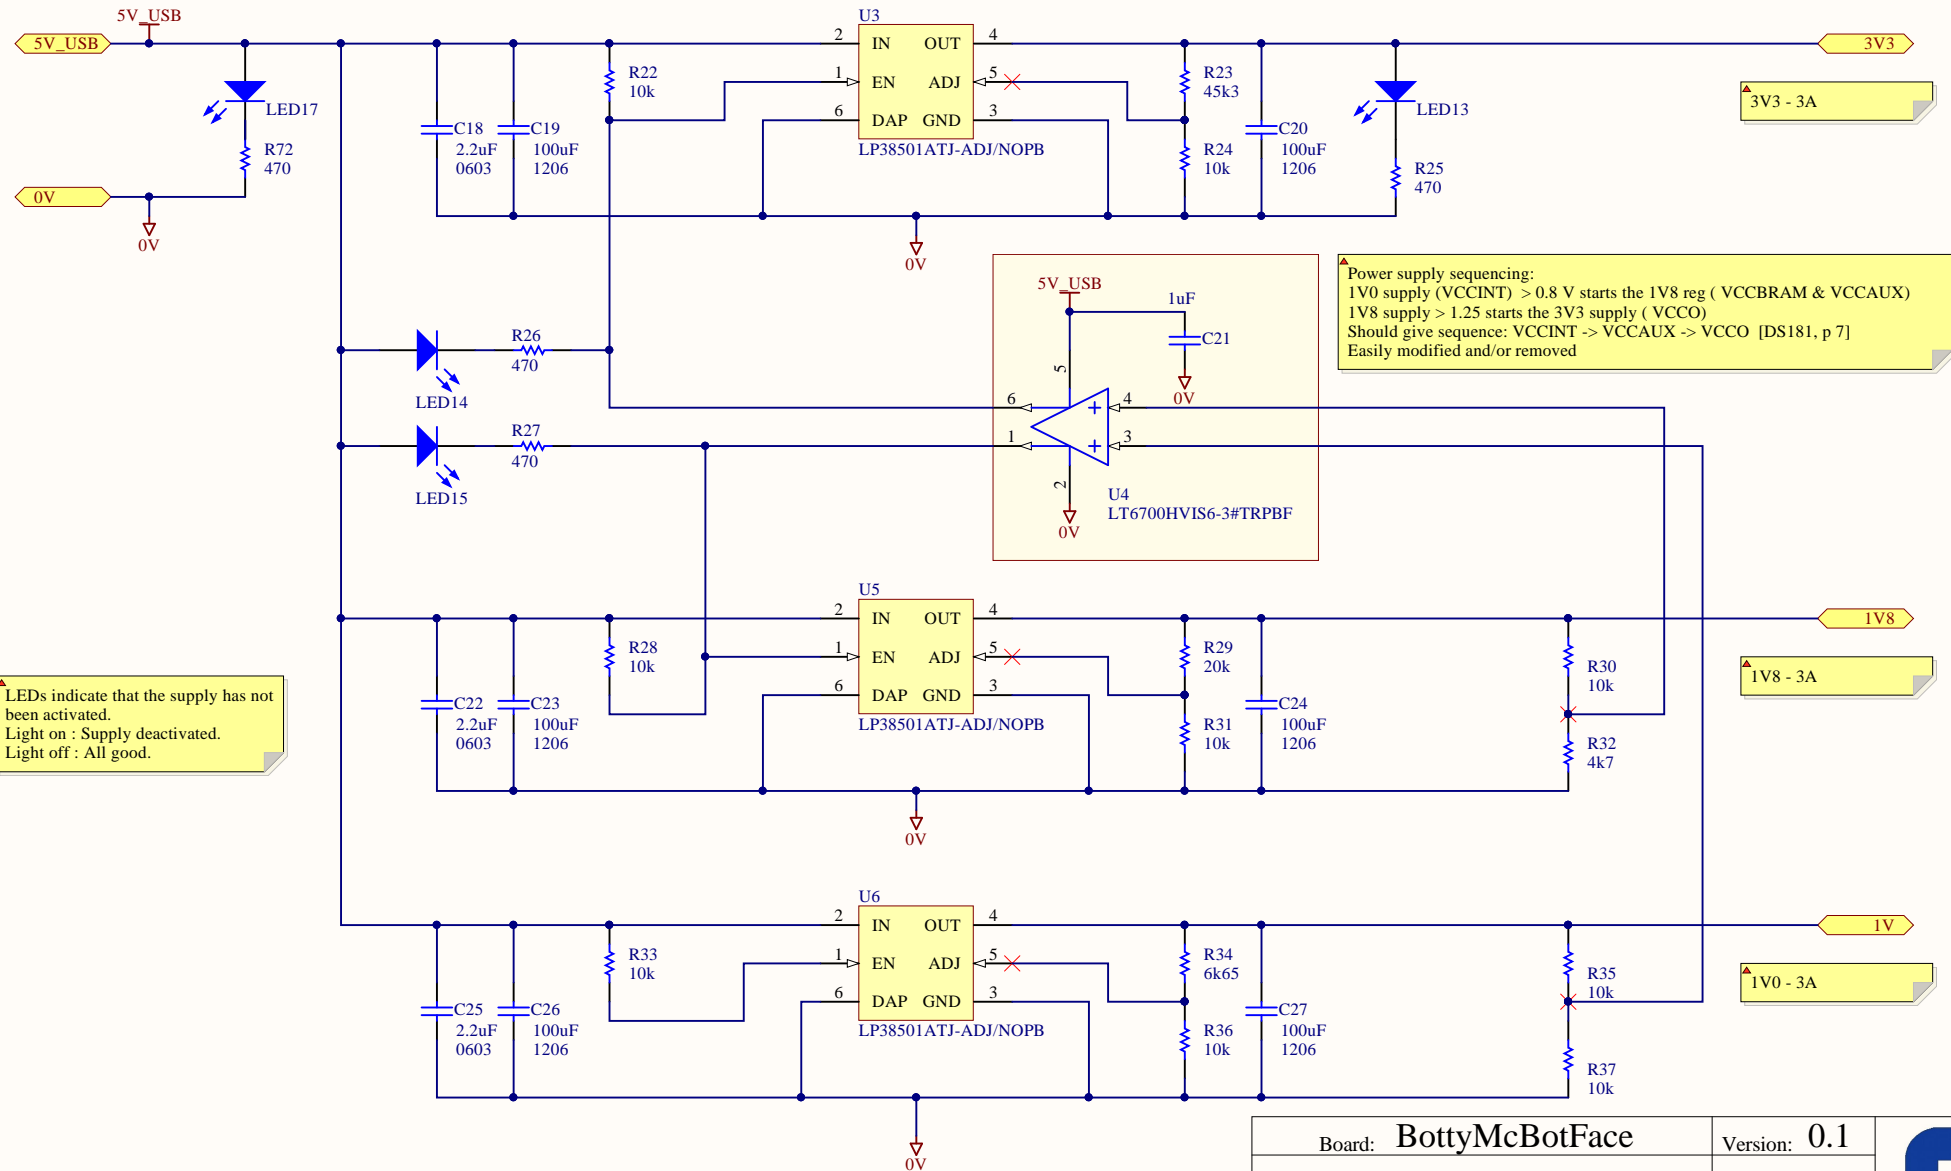 5V_USB
5V_USB
LED17
R72
470
0V
0V
C18
2.2uF
0603
C19
100uF
1206
R22
10k
U3
2 IN OUT 4
1 EN ADJ 5
6 DAP GND 3
LP38501ATJ-ADJ/NOPB
R23
45k3
R24
10k
C20
100uF
1206
LED13
R25
470
3V3
3V3 - 3A
0V
Power supply sequencing:
1V0 supply (VCCINT) > 0.8 V starts the 1V8 reg ( VCCBRAM & VCCAUX)
1V8 supply > 1.25 starts the 3V3 supply ( VCCO)
Should give sequence: VCCINT -> VCCAUX -> VCCO [DS181, p 7]
Easily modified and/or removed
R26
470
LED14
R27
470
LED15
5V_USB
1uF
C21
0V
5
6
4
1
3
2
0V
U4
LT6700HVIS6-3#TRPBF
LEDs indicate that the supply has not
been activated.
Light on : Supply deactivated.
Light off : All good.
C22
2.2uF
0603
C23
100uF
1206
R28
10k
U5
2 IN OUT 4
1 EN ADJ 5
6 DAP GND 3
LP38501ATJ-ADJ/NOPB
R29
20k
R31
10k
C24
100uF
1206
R30
10k
R32
4k7
1V8
1V8 - 3A
0V
C25
2.2uF
0603
C26
100uF
1206
R33
10k
U6
2 IN OUT 4
1 EN ADJ 5
6 DAP GND 3
LP38501ATJ-ADJ/NOPB
R34
6k65
R36
10k
C27
100uF
1206
R35
10k
R37
10k
1V
1V0 - 3A
0V
Board: BottyMcBotFace
Version: 0.1